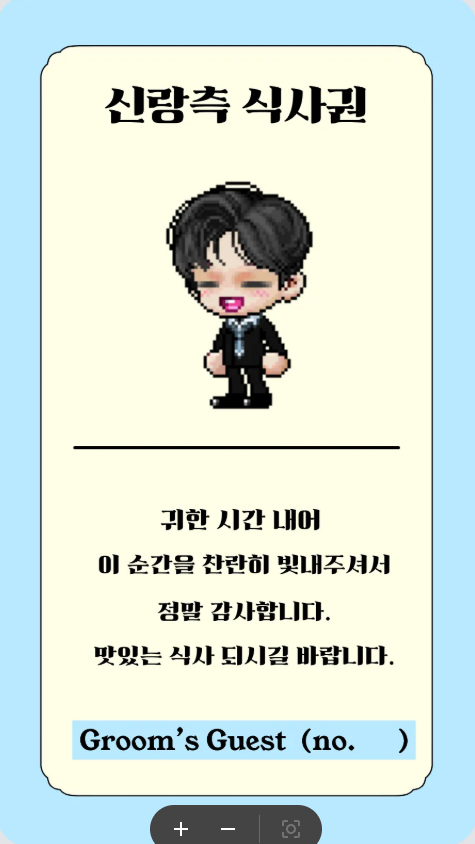 신랑측 식사권
귀한 시간 내어
이 순간을 찬란히 빛내주셔서
정말 감사합니다.
맛있는 식사 되시길 바랍니다.
Groom's Guest (no.      )